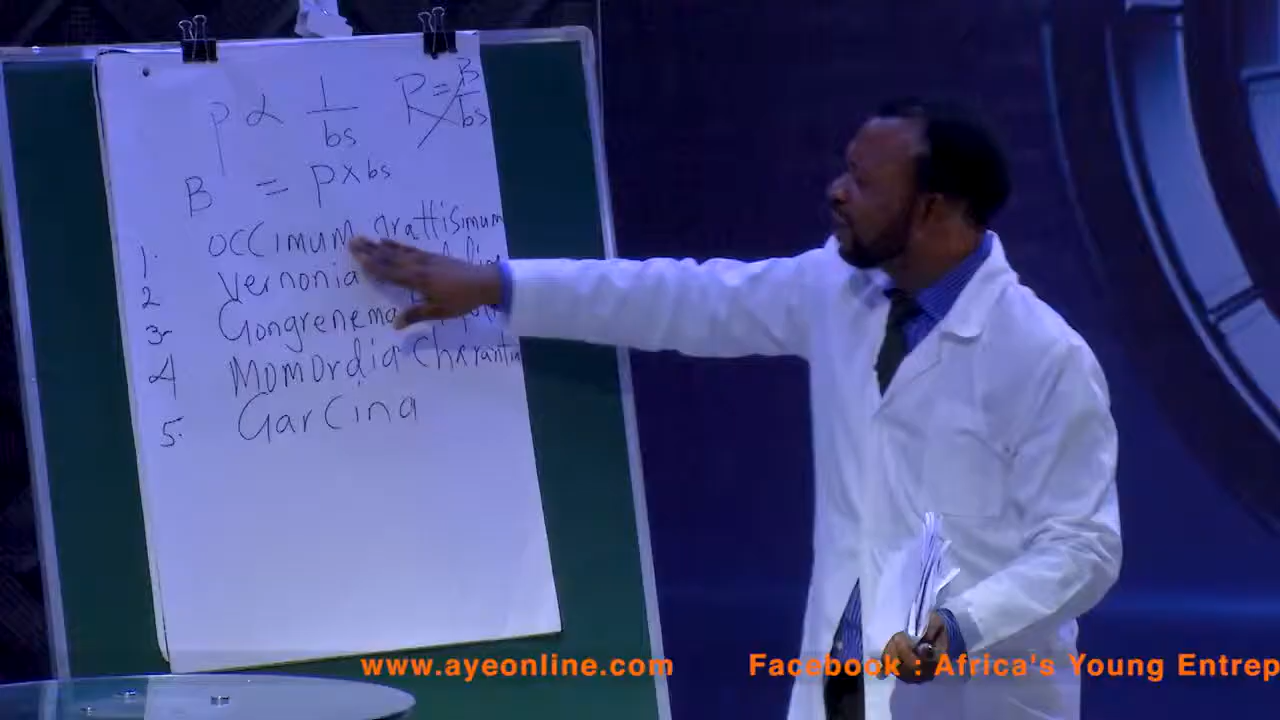 p ∝ 1/bs R = B/bs
B = p x bs
1. Occimum grattisimum
2 Vernonia
3- Gongrenema
4 Momordia Charantin
5. Garcina
www.ayeonline.com Facebook : Africa's Young Entrep